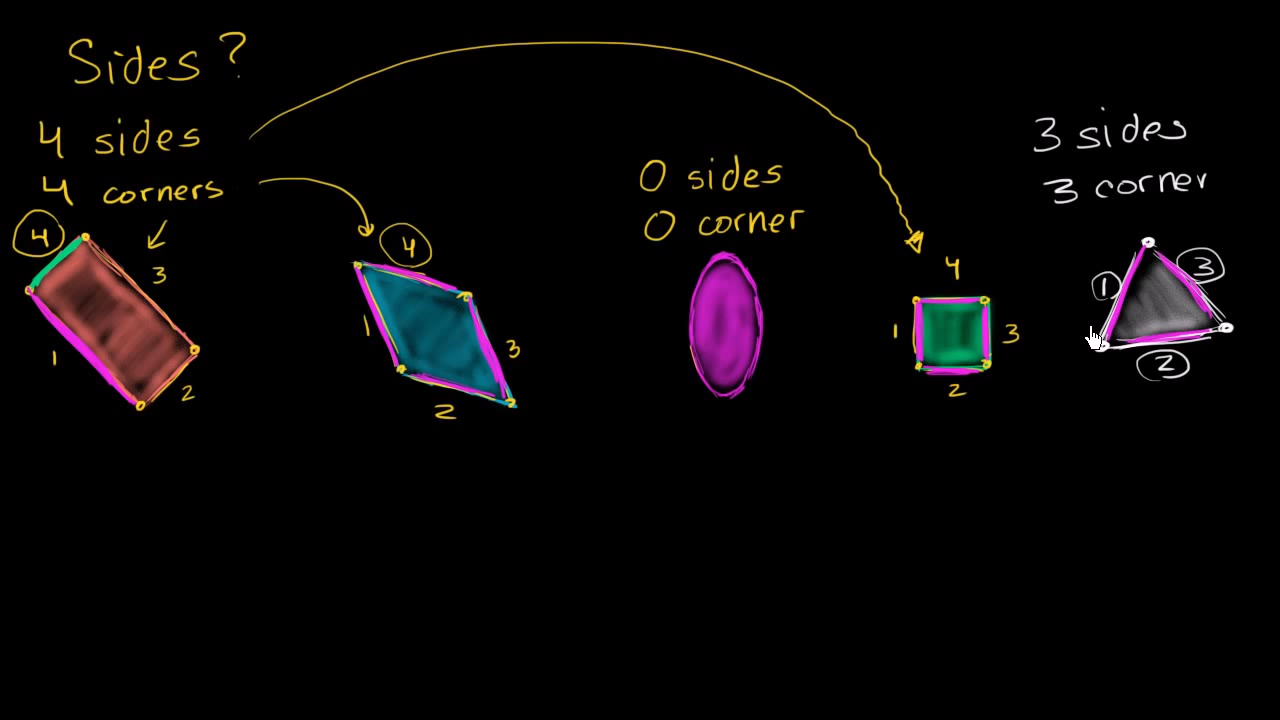 Sides?
4 sides
4 corners
4
3
1
2
4
1
3
2
0 sides
0 corner
4
1
3
2
3 sides
3 corner
1
3
2